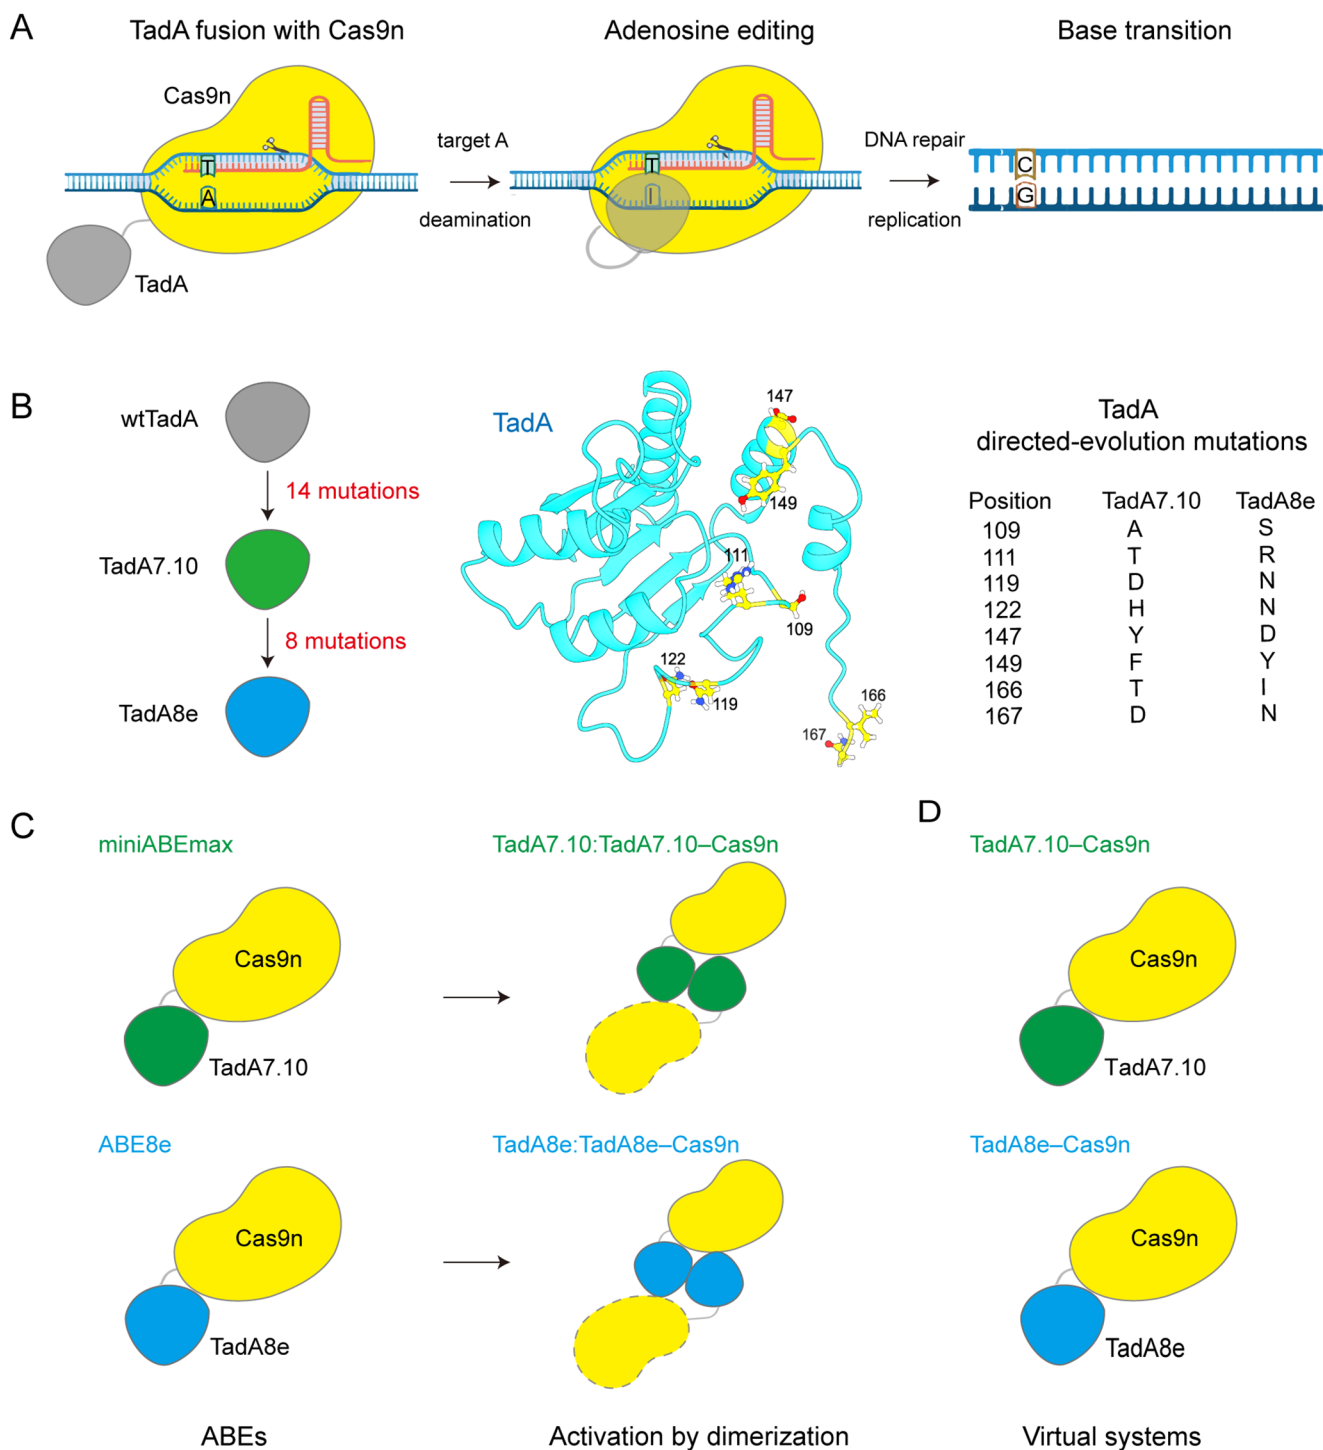 A
TadA fusion with Cas9n
Adenosine editing
Base transition
Cas9n
T
A
TadA
target A
deamination
T
I
DNA repair
replication
C
G
B
wtTadA
14 mutations
TadA7.10
8 mutations
TadA8e
TadA
147
149
111
109
122
119
166
167
TadA
directed-evolution mutations
Position TadA7.10 TadA8e
109 A S
111 T R
119 D N
122 H N
147 Y D
149 F Y
166 T I
167 D N
C
miniABEmax
TadA7.10:TadA7.10–Cas9n
Cas9n
TadA7.10
ABE8e
TadA8e:TadA8e–Cas9n
Cas9n
TadA8e
ABEs
Activation by dimerization
D
TadA7.10–Cas9n
Cas9n
TadA7.10
TadA8e–Cas9n
Cas9n
TadA8e
Virtual systems